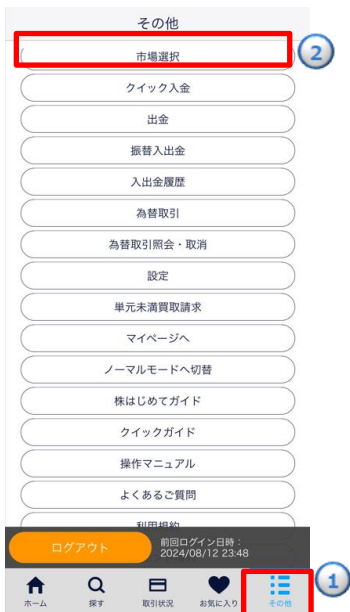 その他
市場選択
2
クイック入金
出金
振替入出金
入出金履歴
為替取引
為替取引照会・取消
設定
単元未満買取請求
マイページへ
ノーマルモードへ切替
株はじめてガイド
クイックガイド
操作マニュアル
よくあるご質問
利用規約
ログアウト
前回ログイン日時：
2024/08/12 23:48
1
ホーム
探す
取引状況
お気に入り
その他